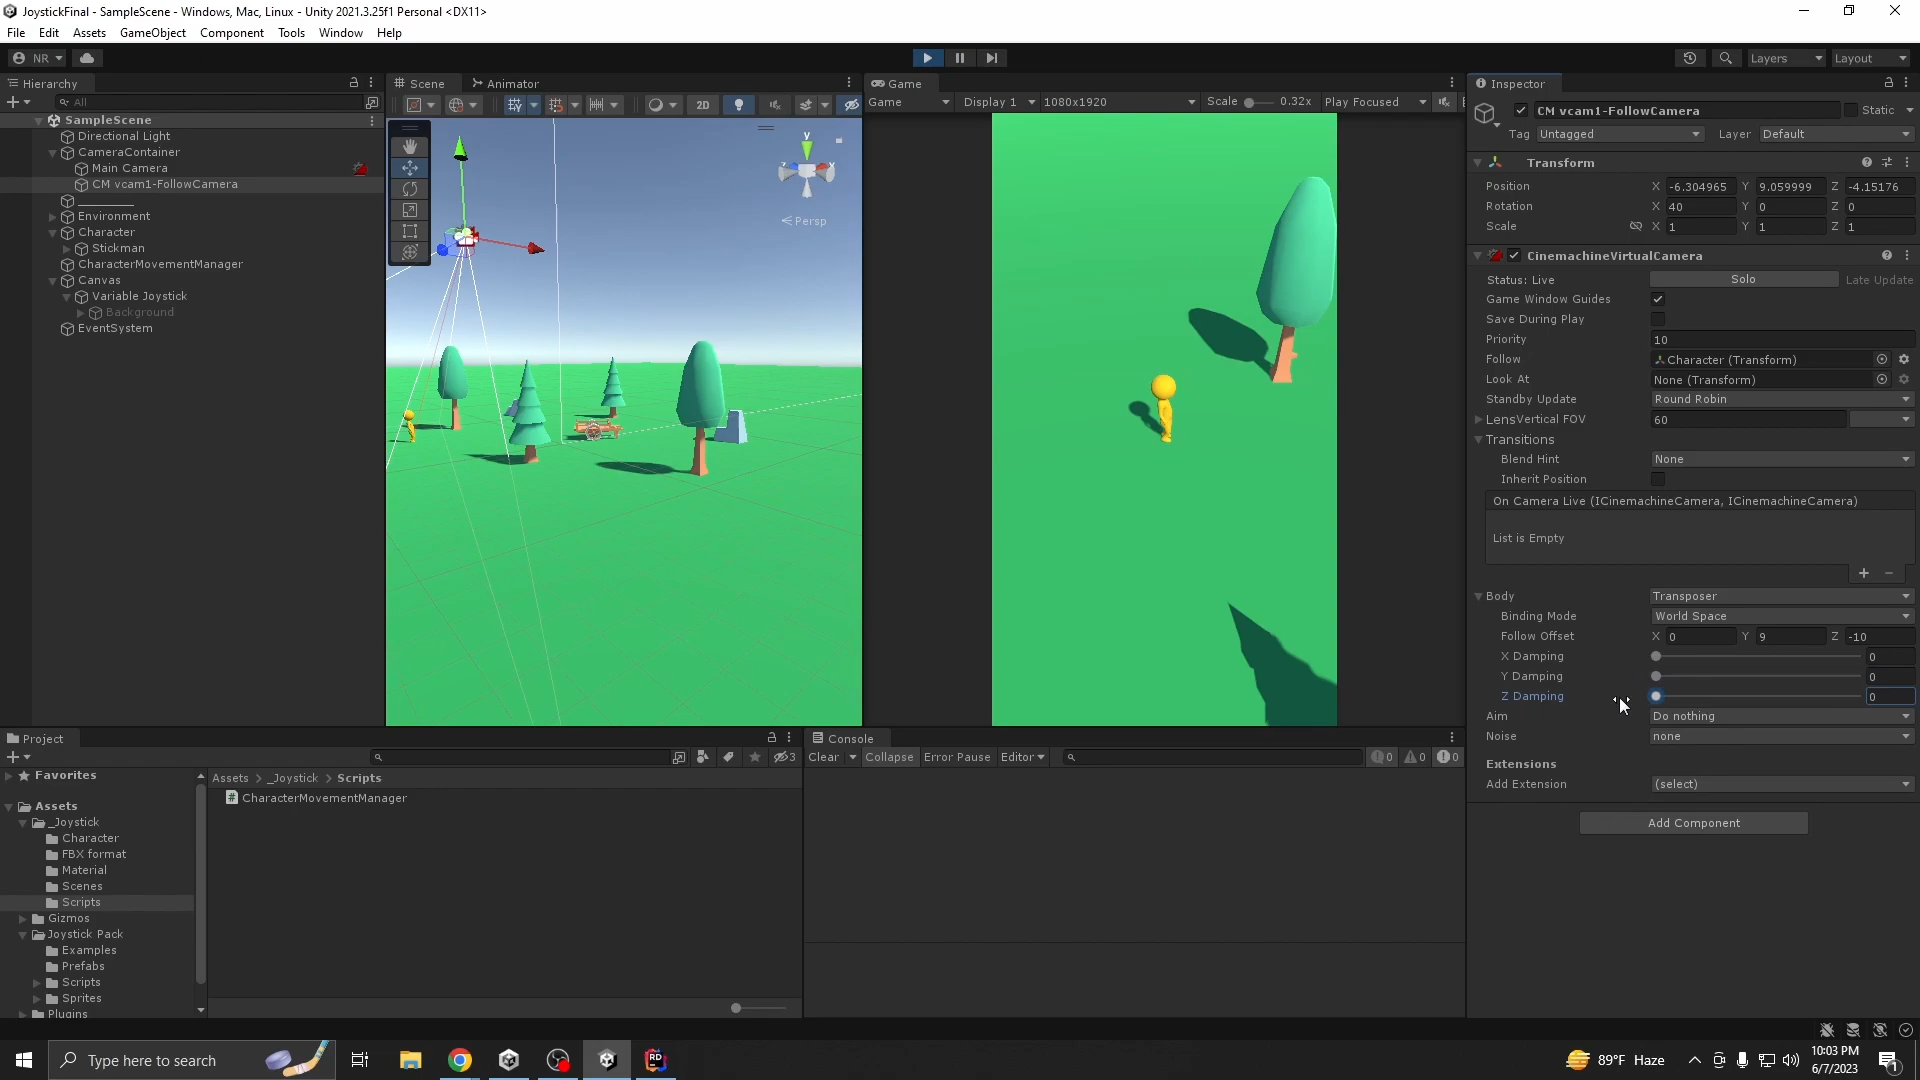 JoystickFinal - SampleScene - Windows, Mac, Linux - Unity 2021.3.25f1 Personal <DX11>
File Edit Assets GameObject Component Tools Window Help
NR Layers Layout
Hierarchy
All
SampleScene
Directional Light
CameraContainer
Main Camera
CM vcam1-FollowCamera
_________
Environment
Character
Stickman
CharacterMovementManager
Canvas
Variable Joystick
Background
EventSystem
Scene Animator
2D
y
x
z
Persp
Game
Game Display 1 1080x1920 Scale 0.32x Play Focused
Inspector
CM vcam1-FollowCamera Static
Tag Untagged Layer Default
Transform
Position X -6.304965 Y 9.059999 Z -4.15176
Rotation X 40 Y 0 Z 0
Scale X 1 Y 1 Z 1
CinemachineVirtualCamera
Status: Live Solo Late Update
Game Window Guides
Save During Play
Priority 10
Follow Character (Transform)
Look At None (Transform)
Standby Update Round Robin
LensVertical FOV 60
Transitions
Blend Hint None
Inherit Position
On Camera Live (ICinemachineCamera, ICinemachineCamera)
List is Empty
+ -
Body Transposer
Binding Mode World Space
Follow Offset X 0 Y 9 Z -10
X Damping 0
Y Damping 0
Z Damping 0
Aim Do nothing
Noise none
Extensions
Add Extension (select)
Add Component
Project
3
Favorites
Assets
_Joystick
Character
FBX format
Material
Scenes
Scripts
Gizmos
Joystick Pack
Examples
Prefabs
Scripts
Sprites
Plugins
Assets > _Joystick > Scripts
CharacterMovementManager
Console
Clear Collapse Error Pause Editor 0 0 0
Type here to search
RD
89°F Haze
10:03 PM
6/7/2023
1